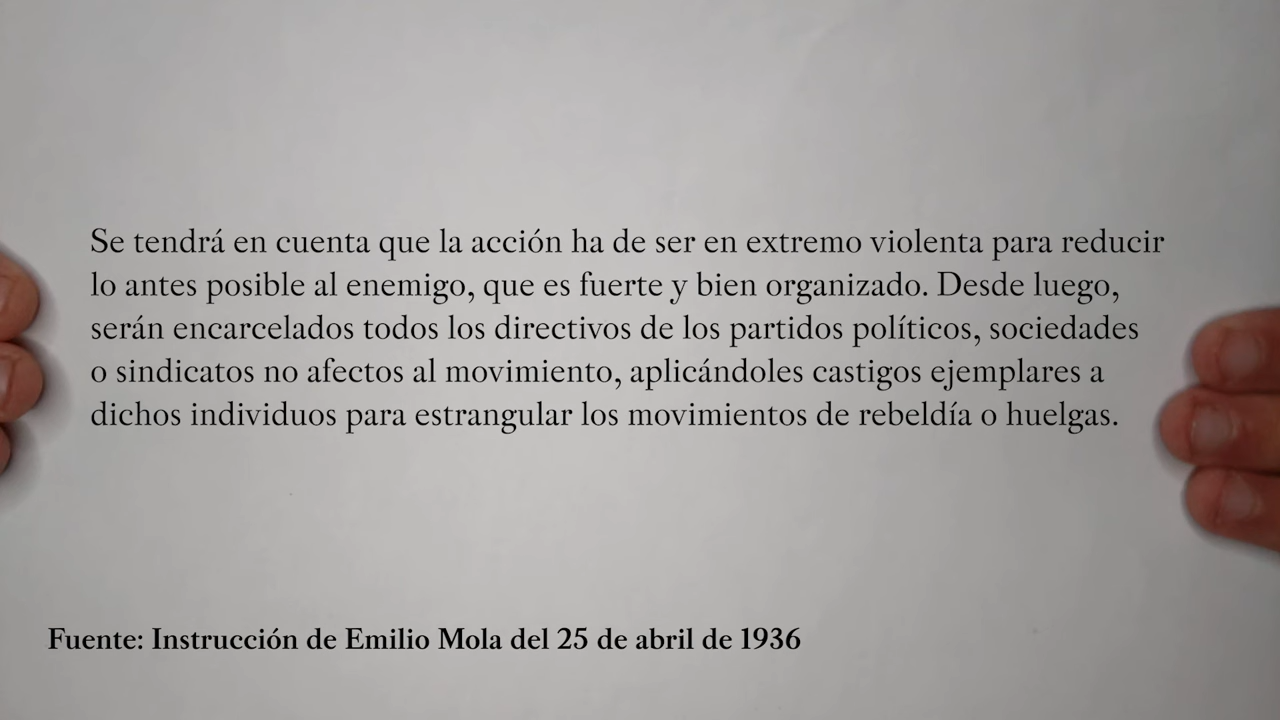 Se tendrá en cuenta que la acción ha de ser en extremo violenta para reducir
lo antes posible al enemigo, que es fuerte y bien organizado. Desde luego,
serán encarcelados todos los directivos de los partidos políticos, sociedades
o sindicatos no afectos al movimiento, aplicándoles castigos ejemplares a
dichos individuos para estrangular los movimientos de rebeldía o huelgas.
Fuente: Instrucción de Emilio Mola del 25 de abril de 1936